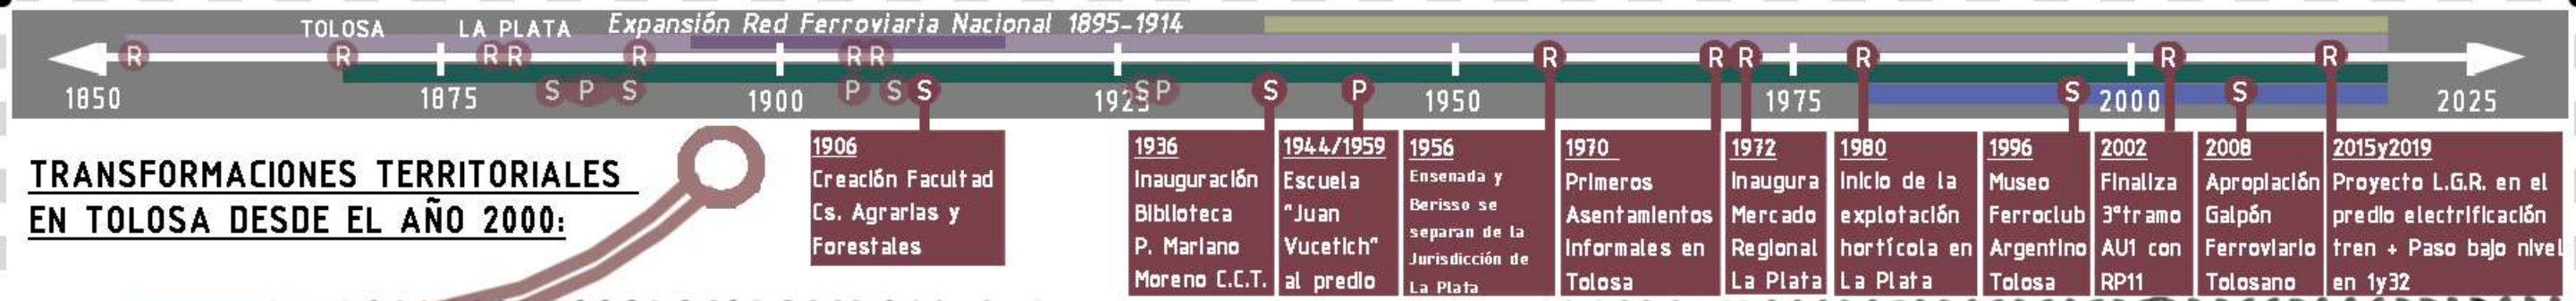 TOLOSA
LA PLATA
Expansión Red Ferroviaria Nacional 1895-1914
R R R R R R R R R R R R R
S P S P S S S P S P S S
1850 1875 1900 1925 1950 1975 2000 2025
TRANSFORMACIONES TERRITORIALES
EN TOLOSA DESDE EL AÑO 2000:
1906
Creación Facultad
Cs. Agrarias y
Forestales
1936
Inauguración
Biblioteca
P. Mariano
Moreno C.C.T.
1944/1959
Escuela
"Juan
Vucetich"
al predio
1956
Ensenada y
Berisso se
separan de la
Jurisdicción de
La Plata
1970
Primeros
Asentamientos
Informales en
Tolosa
1972
Inaugura
Mercado
Regional
La Plata
1980
Inicio de la
explotación
hortícola en
La Plata
1996
Museo
Ferroclub
Argentino
Tolosa
2002
Finaliza
3°tramo
AU1 con
RP11
2008
Apropiación
Galpón
Ferroviario
Tolosano
2015y2019
Proyecto L.G.R. en el
predio electrificación
tren + Paso bajo nivel
en 1y32